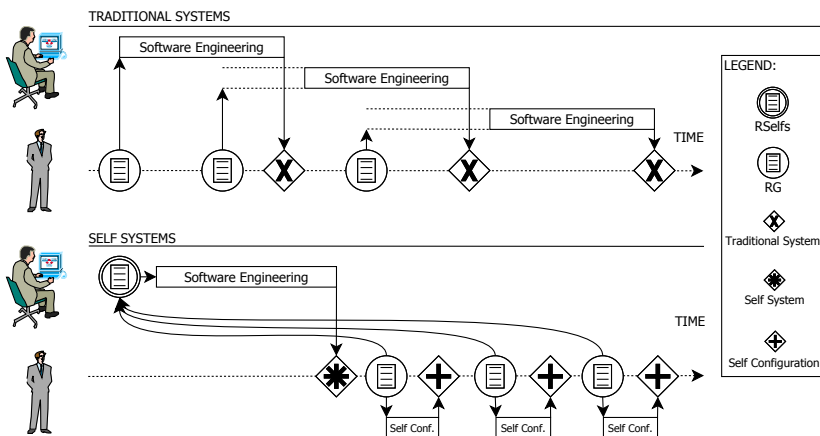 TRADITIONAL SYSTEMS
Software Engineering
Software Engineering
Software Engineering
TIME
SELF SYSTEMS
Software Engineering
TIME
Self Conf.
Self Conf.
Self Conf.
LEGEND:
RSelfs
RG
Traditional System
Self System
Self Configuration